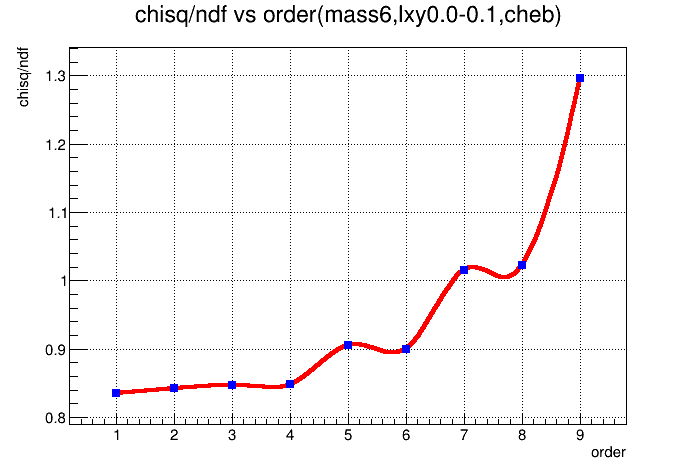 chisq/ndf vs order(mass6,lxy0.0-0.1,cheb)
chisq/ndf
1.3
1.2
1.1
1
0.9
0.8
1 2 3 4 5 6 7 8 9
order